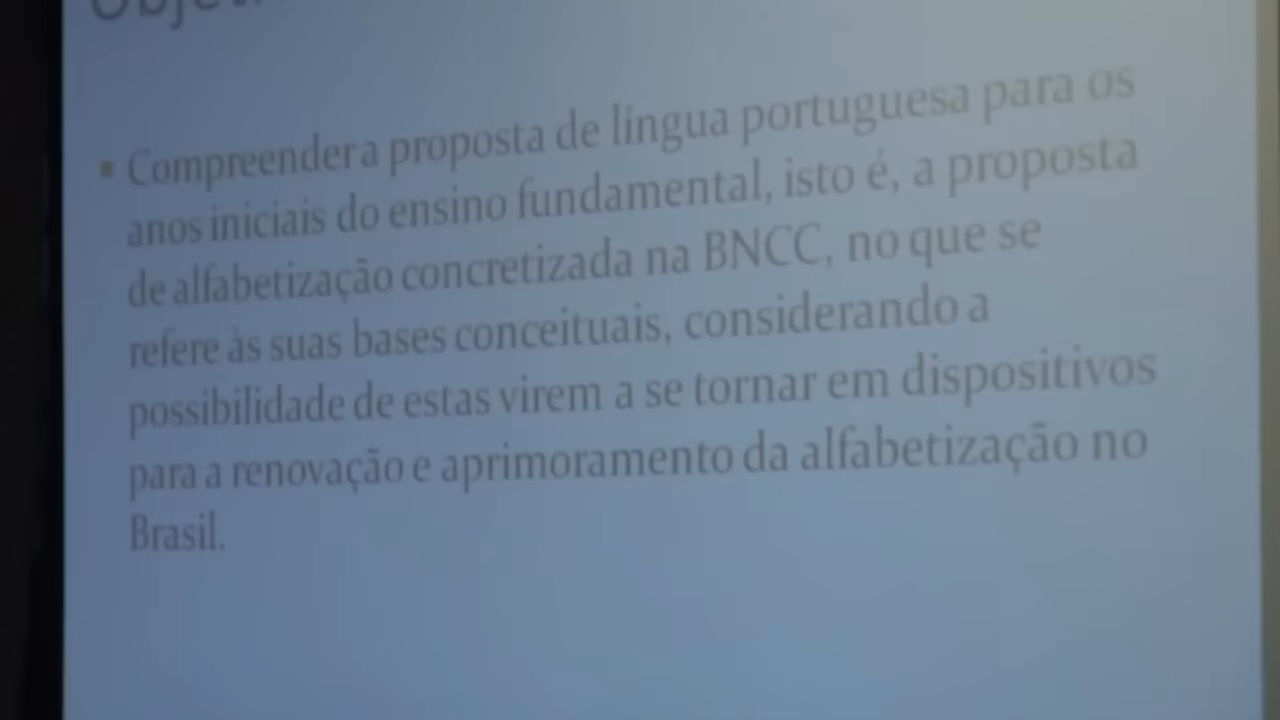 • Compreender a proposta de língua portuguesa para os
anos iniciais do ensino fundamental, isto é, a proposta
de alfabetização concretizada na BNCC, no que se
refere às suas bases conceituais, considerando a
possibilidade de estas virem a se tornar em dispositivos
para a renovação e aprimoramento da alfabetização no
Brasil.